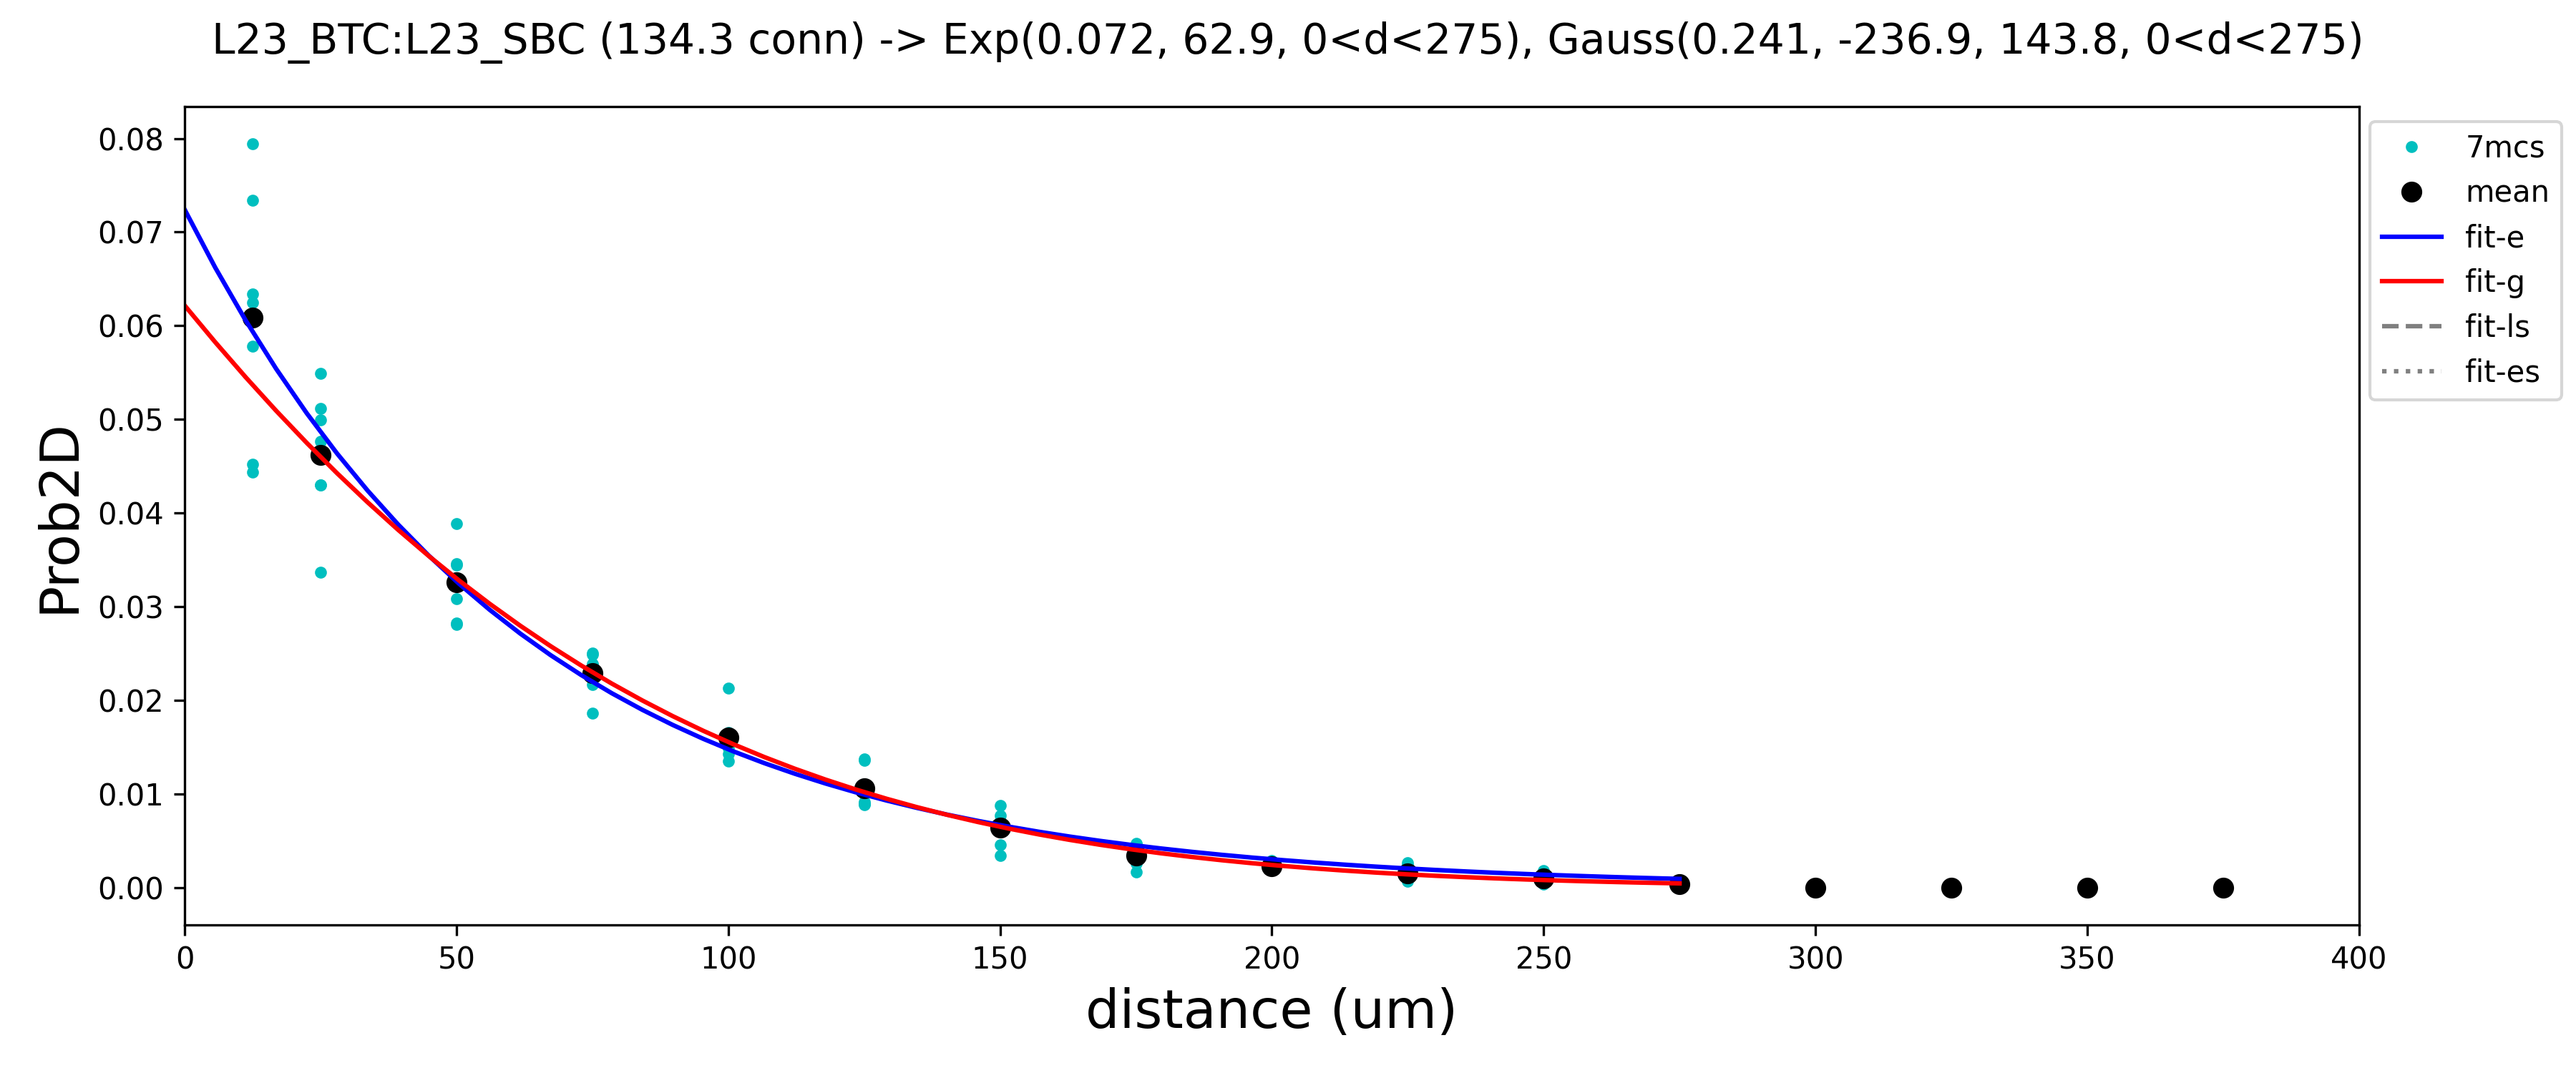 L23_BTC:L23_SBC (134.3 conn) -> Exp(0.072, 62.9, 0<d<275), Gauss(0.241, -236.9, 143.8, 0<d<275)
0.08
0.07
0.06
0.05
0.04
0.03
0.02
0.01
0.00
Prob2D
0 50 100 150 200 250 300 350 400
distance (um)
7mcs
mean
fit-e
fit-g
fit-ls
fit-es